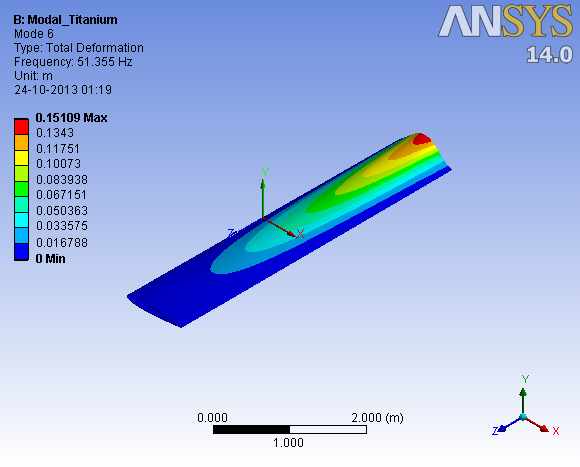 B: Modal_Titanium
Mode 6
Type: Total Deformation
Frequency: 51.355 Hz
Unit: m
24-10-2013 01:19
ANSYS
14.0
0.15109 Max
0.1343
0.11751
0.10073
0.083938
0.067151
0.050363
0.033575
0.016788
0 Min
Y
Z
X
0.000
2.000 (m)
1.000
Y
Z
X